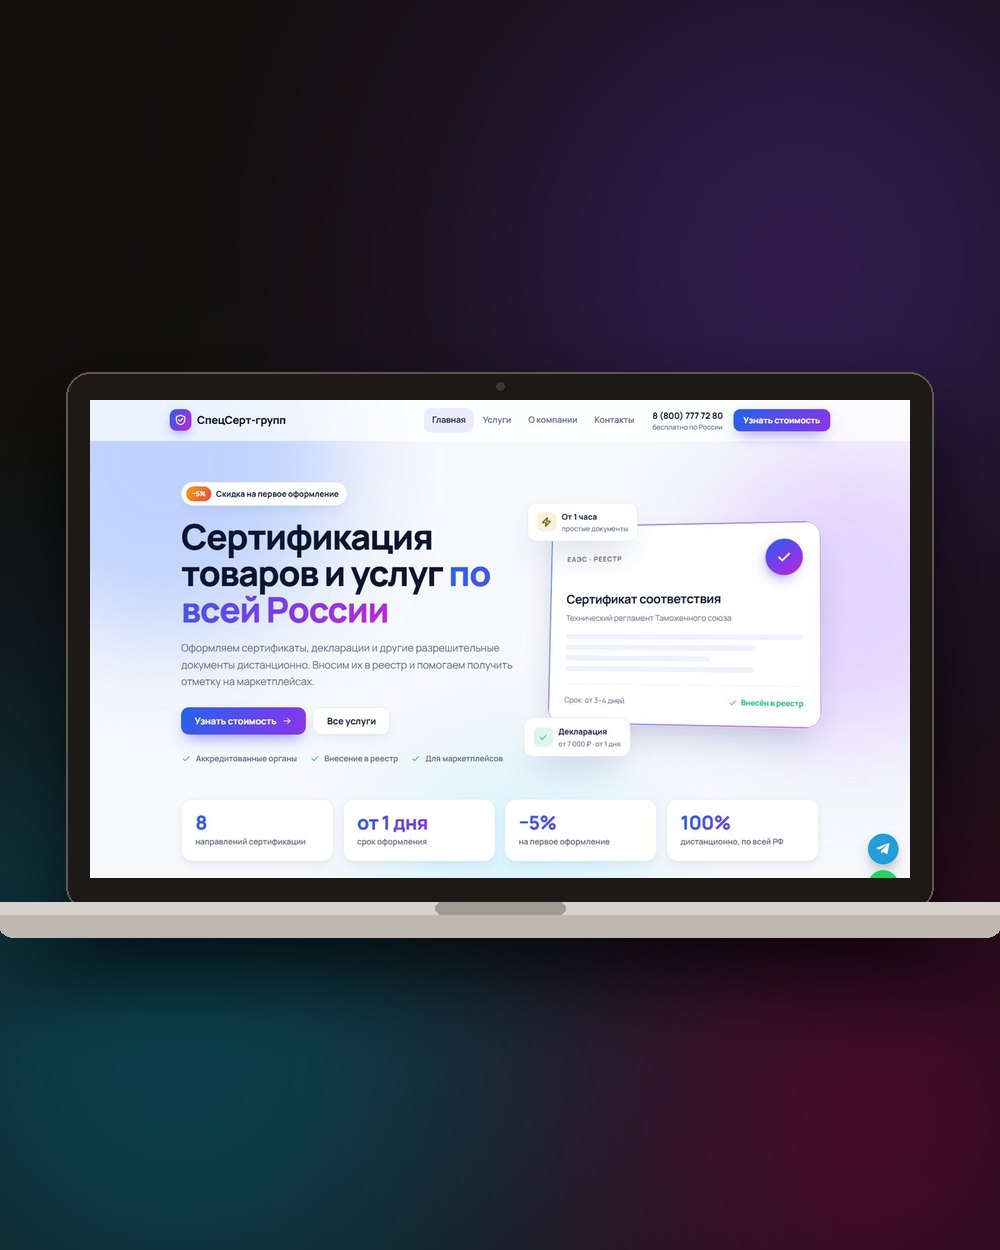 СпецСерт-групп
Главная
Услуги
О компании
Контакты
8 (800) 777 72 80
бесплатно по России
Узнать стоимость
−5% Скидка на первое оформление
Сертификация
товаров и услуг по
всей России
Оформляем сертификаты, декларации и другие разрешительные
документы дистанционно. Вносим их в реестр и помогаем получить
отметку на маркетплейсах.
Узнать стоимость →
Все услуги
Аккредитованные органы
Внесение в реестр
Для маркетплейсов
От 1 часа
простые документы
ЕАЭС · РЕЕСТР
Сертификат соответствия
Технический регламент Таможенного союза
Срок: от 3–4 дней
Внесён в реестр
Декларация
от 7 000 ₽ · от 1 дня
8
направлений сертификации
от 1 дня
срок оформления
−5%
на первое оформление
100%
дистанционно, по всей РФ